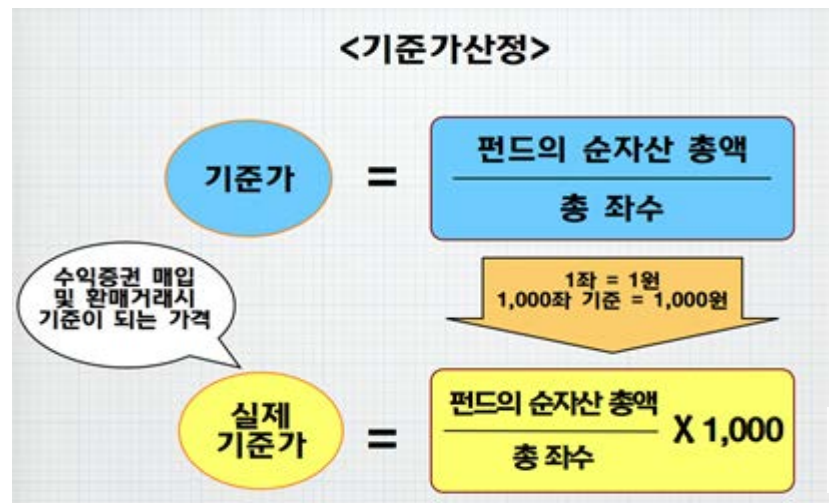 <기준가산정>
기준가 = 펀드의 순자산 총액
총 좌수
수익증권 매입
및 환매거래시
기준이 되는 가격
1좌 = 1원
1,000좌 기준 = 1,000원
실제
기준가 = 펀드의 순자산 총액
총 좌수
X 1,000